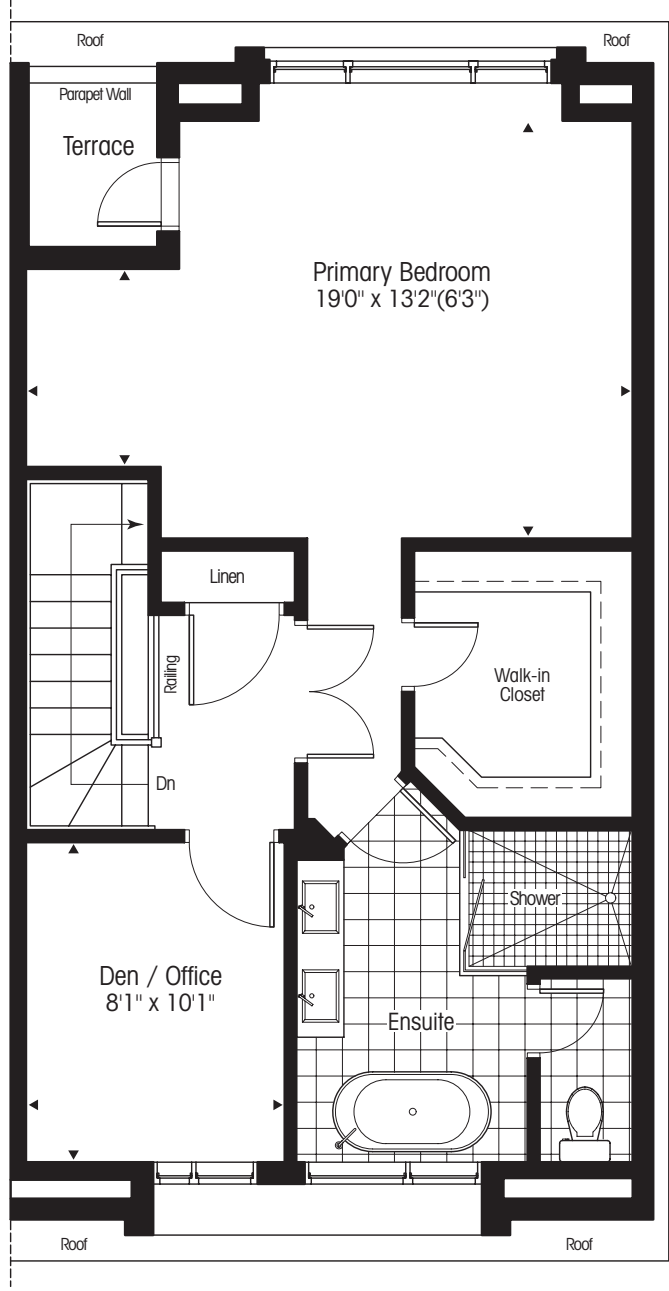 Roof
Roof
Parapet Wall
Terrace
Primary Bedroom
19'0" x 13'2"(6'3")
Linen
Railing
Walk-in
Closet
Dn
Shower
Den / Office
8'1" x 10'1"
Ensuite
Roof
Roof